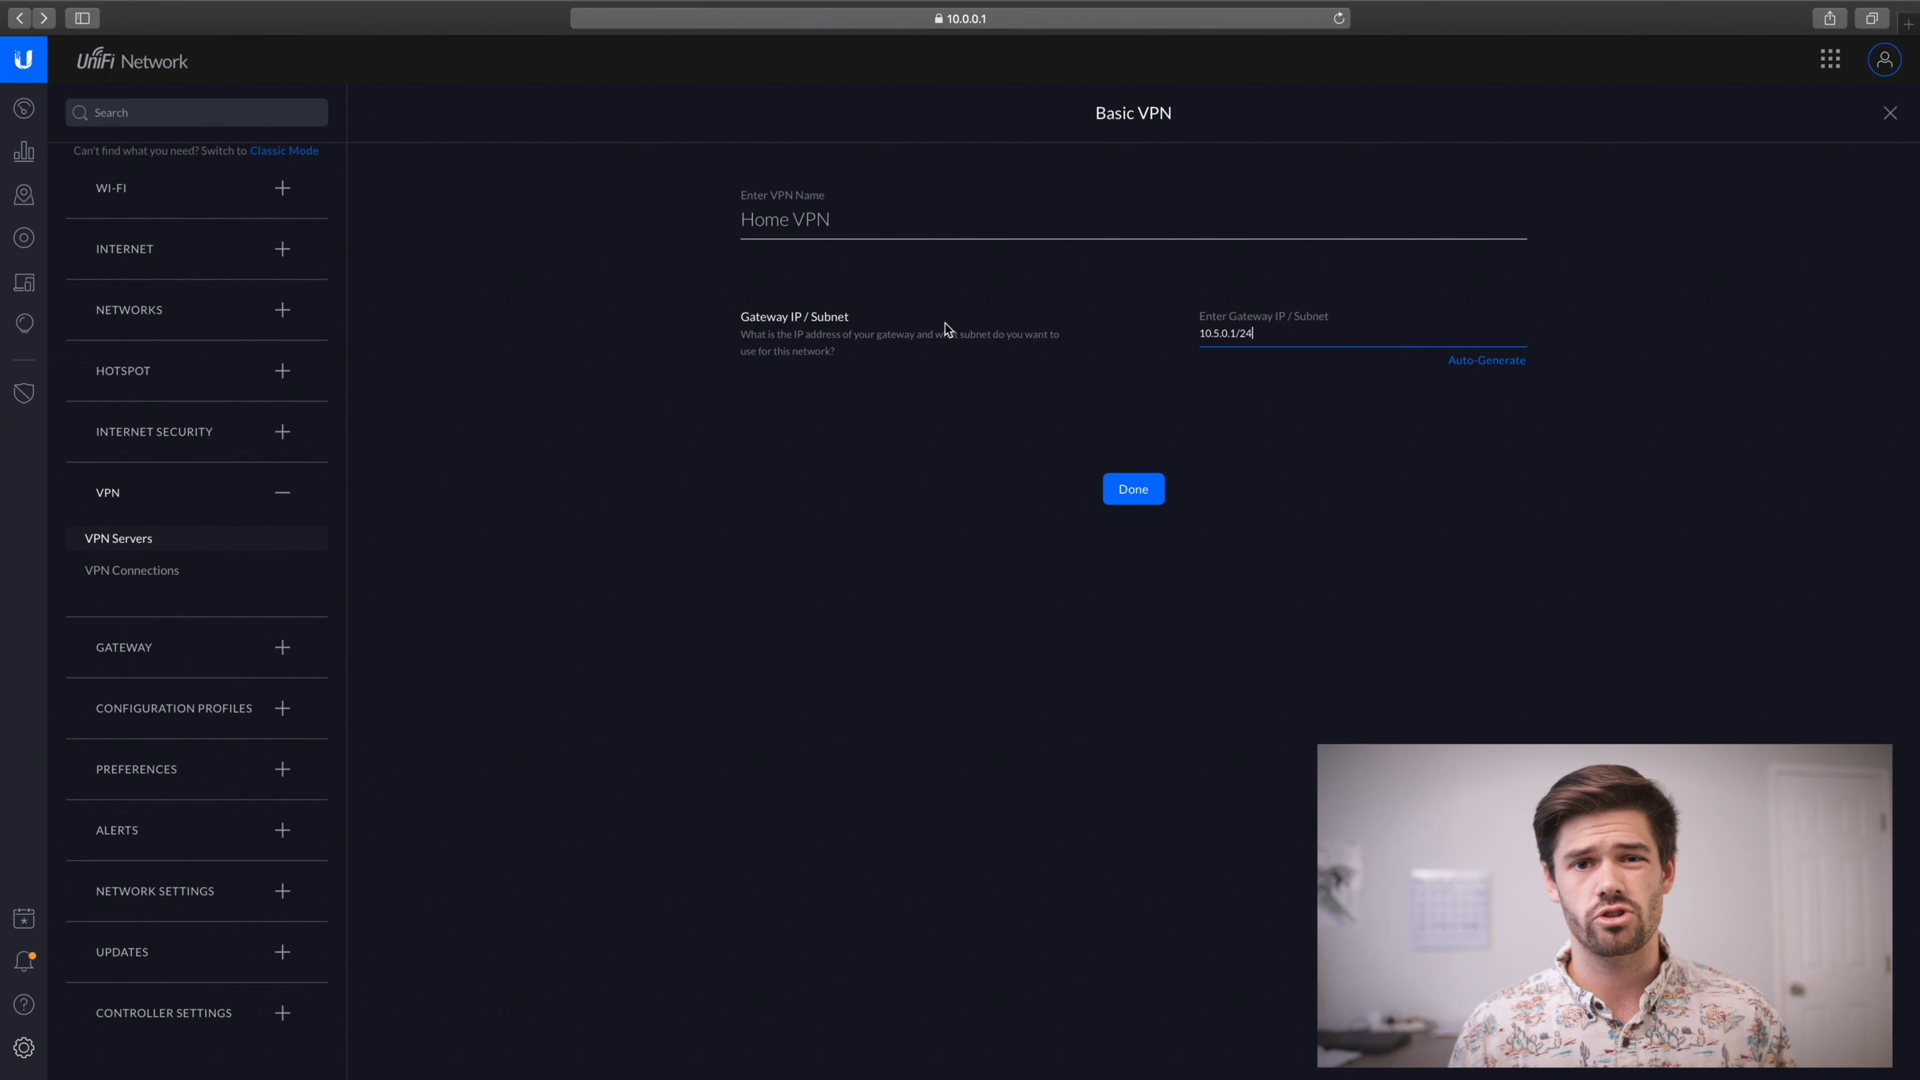 10.0.0.1
UniFi Network
Search
Can't find what you need? Switch to Classic Mode
WI-FI
INTERNET
NETWORKS
HOTSPOT
INTERNET SECURITY
VPN
VPN Servers
VPN Connections
GATEWAY
CONFIGURATION PROFILES
PREFERENCES
ALERTS
NETWORK SETTINGS
UPDATES
CONTROLLER SETTINGS
Basic VPN
Enter VPN Name
Home VPN
Gateway IP / Subnet
What is the IP address of your gateway and what subnet do you want to
use for this network?
Enter Gateway IP / Subnet
10.5.0.1/24
Auto-Generate
Done